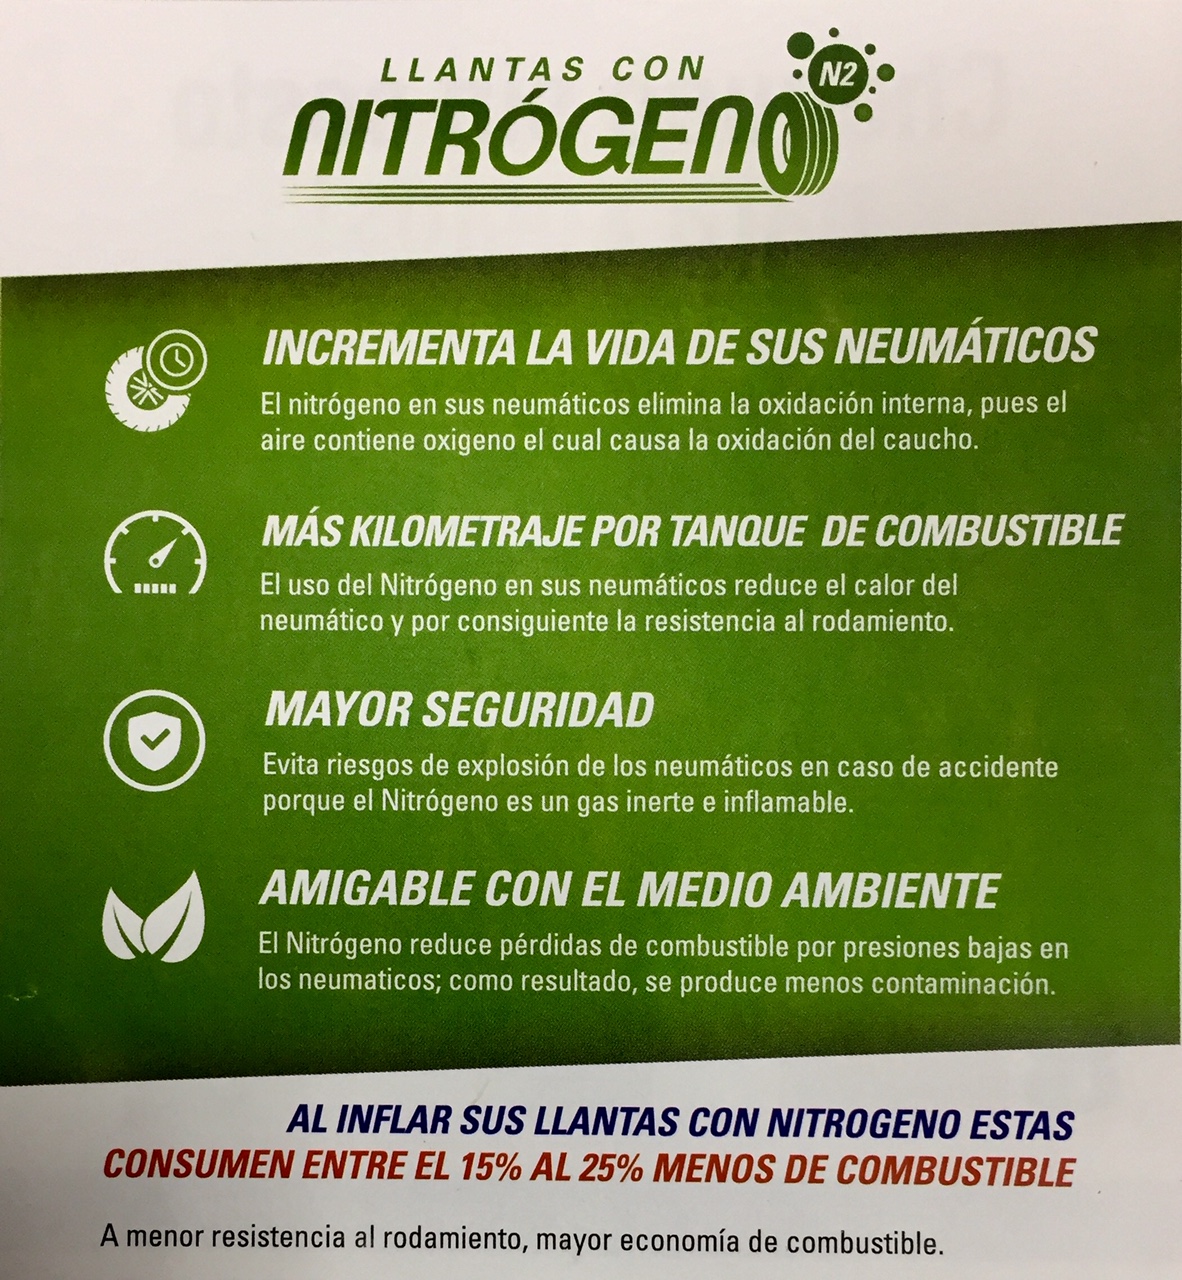 LLANTAS CON
N2
NITRÓGENO
INCREMENTA LA VIDA DE SUS NEUMÁTICOS
El nitrógeno en sus neumáticos elimina la oxidación interna, pues el
aire contiene oxigeno el cual causa la oxidación del caucho.
MÁS KILOMETRAJE POR TANQUE DE COMBUSTIBLE
El uso del Nitrógeno en sus neumáticos reduce el calor del
neumático y por consiguiente la resistencia al rodamiento.
MAYOR SEGURIDAD
Evita riesgos de explosión de los neumáticos en caso de accidente
porque el Nitrógeno es un gas inerte e inflamable.
AMIGABLE CON EL MEDIO AMBIENTE
El Nitrógeno reduce pérdidas de combustible por presiones bajas en
los neumaticos; como resultado, se produce menos contaminación.
AL INFLAR SUS LLANTAS CON NITROGENO ESTAS
CONSUMEN ENTRE EL 15% AL 25% MENOS DE COMBUSTIBLE
A menor resistencia al rodamiento, mayor economía de combustible.